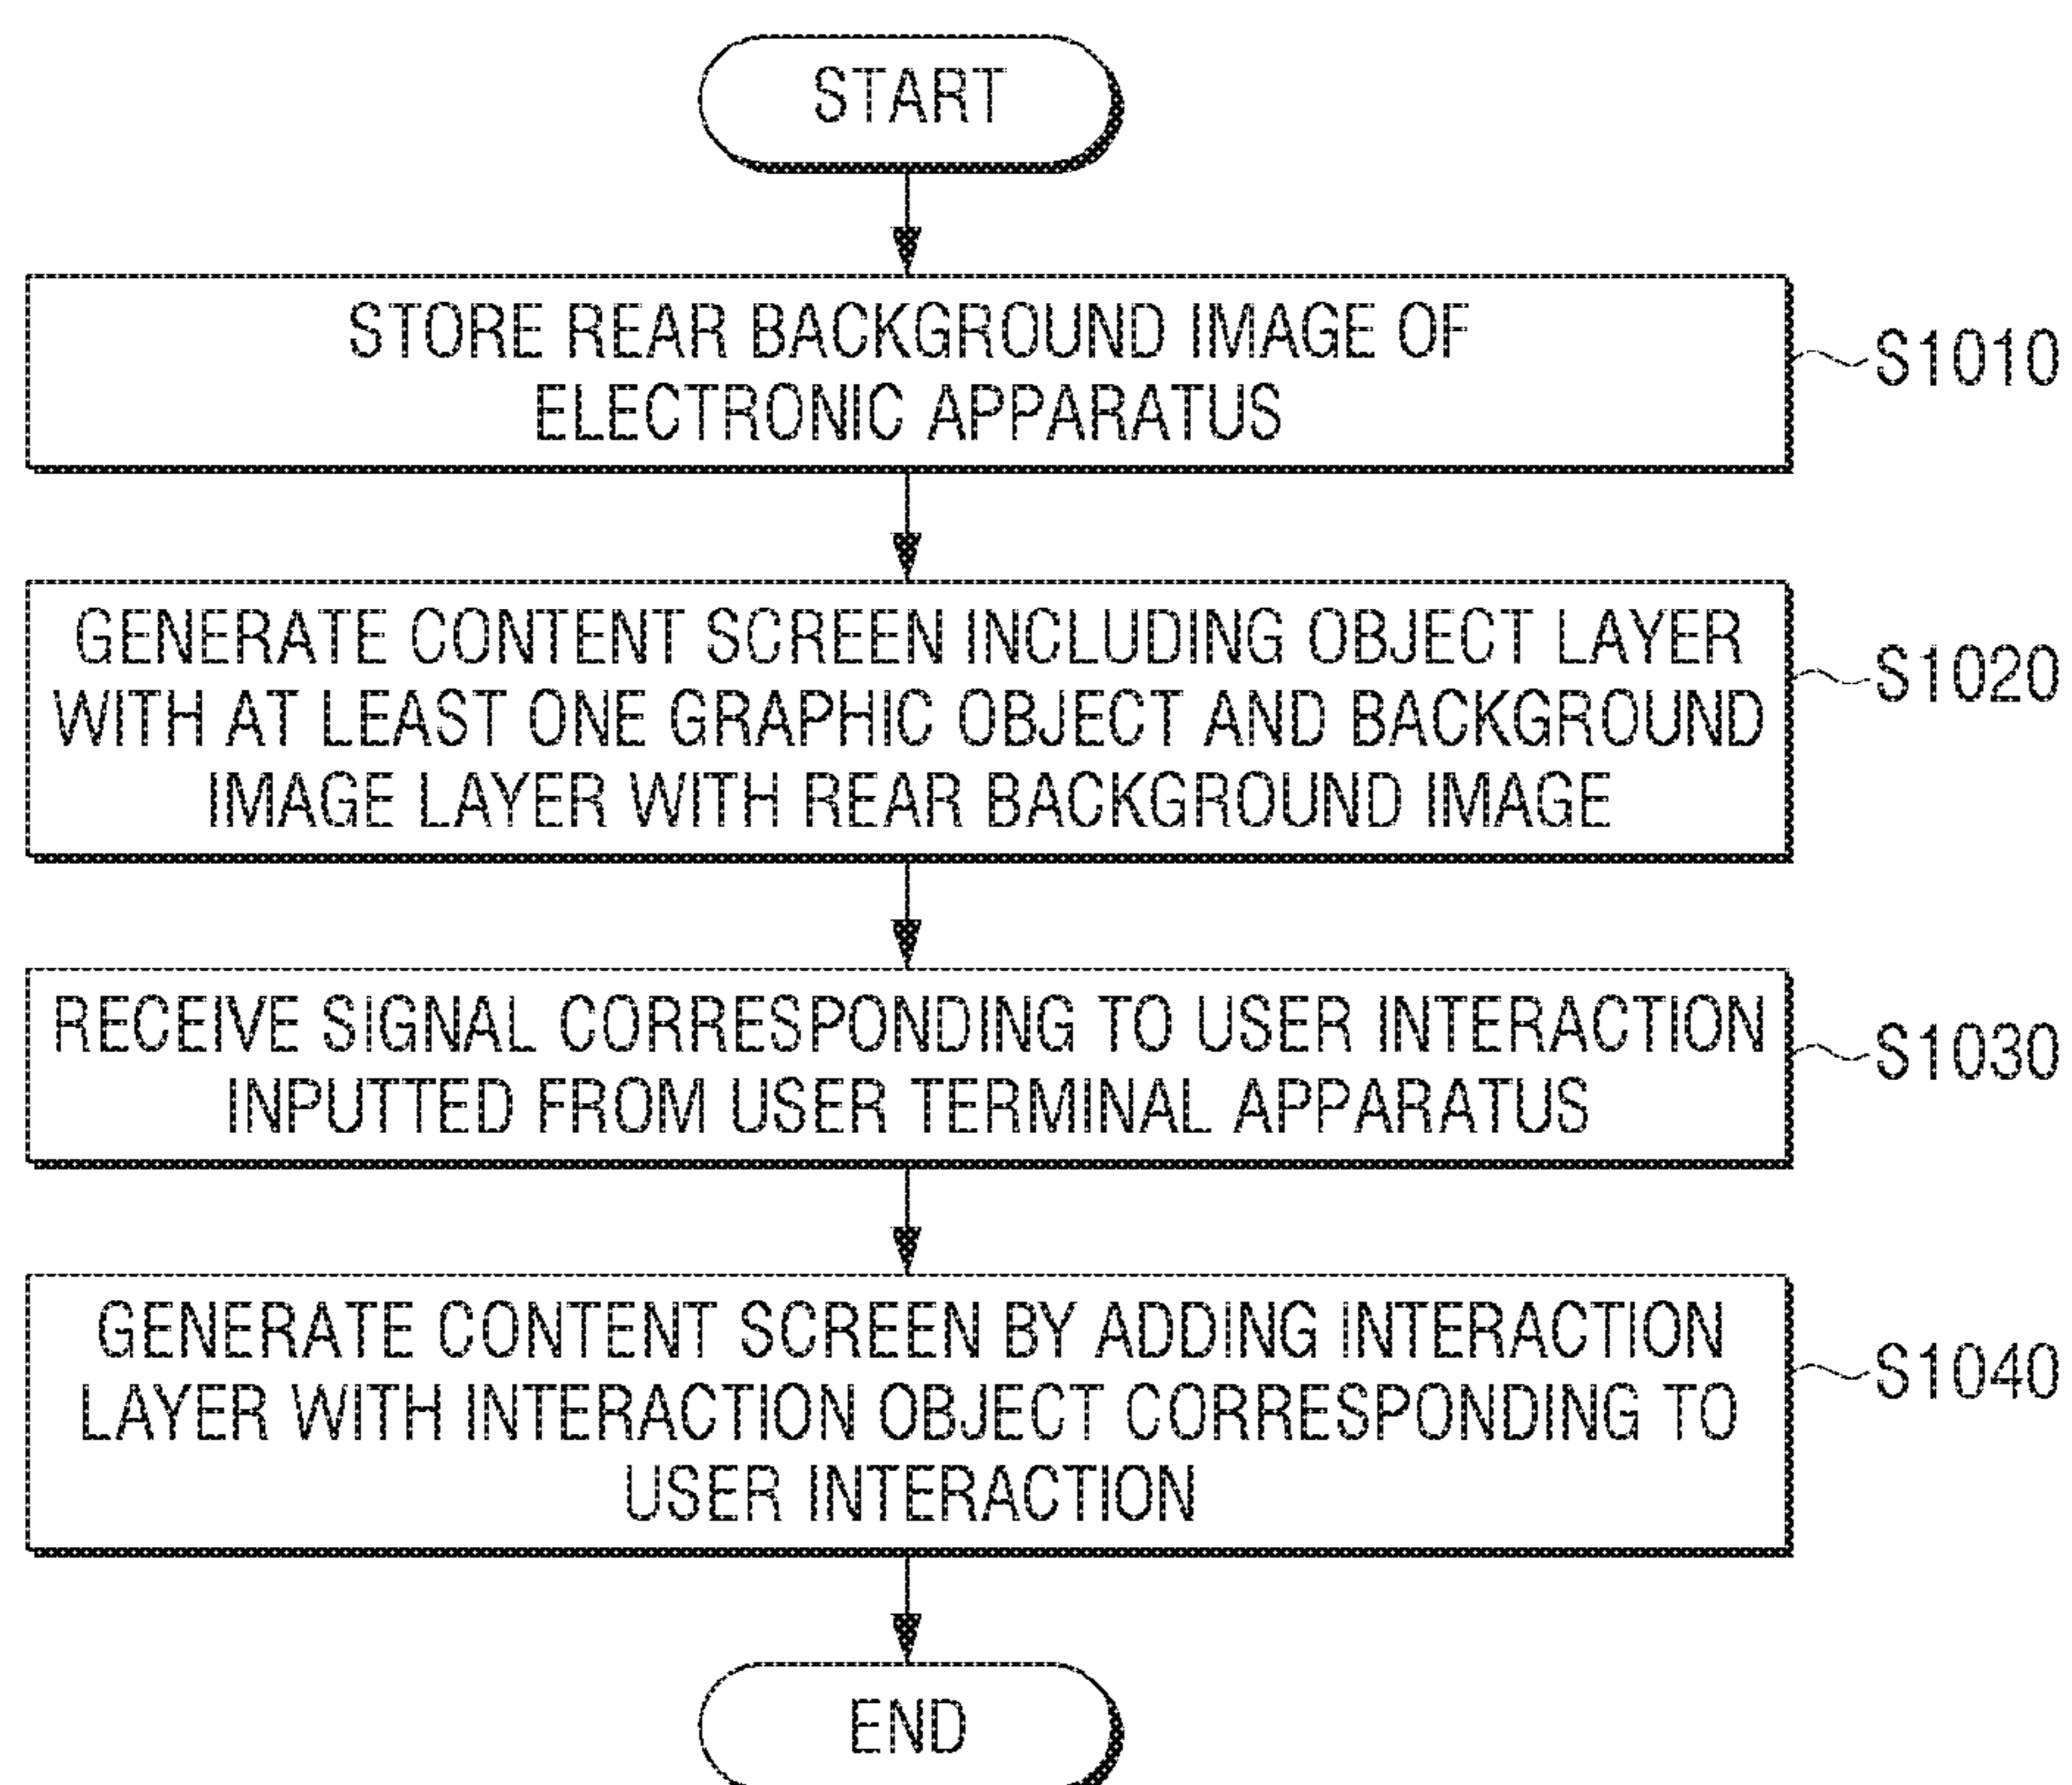 START
STORE REAR BACKGROUND IMAGE OF
ELECTRONIC APPARATUS
S1010
GENERATE CONTENT SCREEN INCLUDING OBJECT LAYER
WITH AT LEAST ONE GRAPHIC OBJECT AND BACKGROUND
IMAGE LAYER WITH REAR BACKGROUND IMAGE
S1020
RECEIVE SIGNAL CORRESPONDING TO USER INTERACTION
INPUTTED FROM USER TERMINAL APPARATUS
S1030
GENERATE CONTENT SCREEN BY ADDING INTERACTION
LAYER WITH INTERACTION OBJECT CORRESPONDING TO
USER INTERACTION
S1040
END